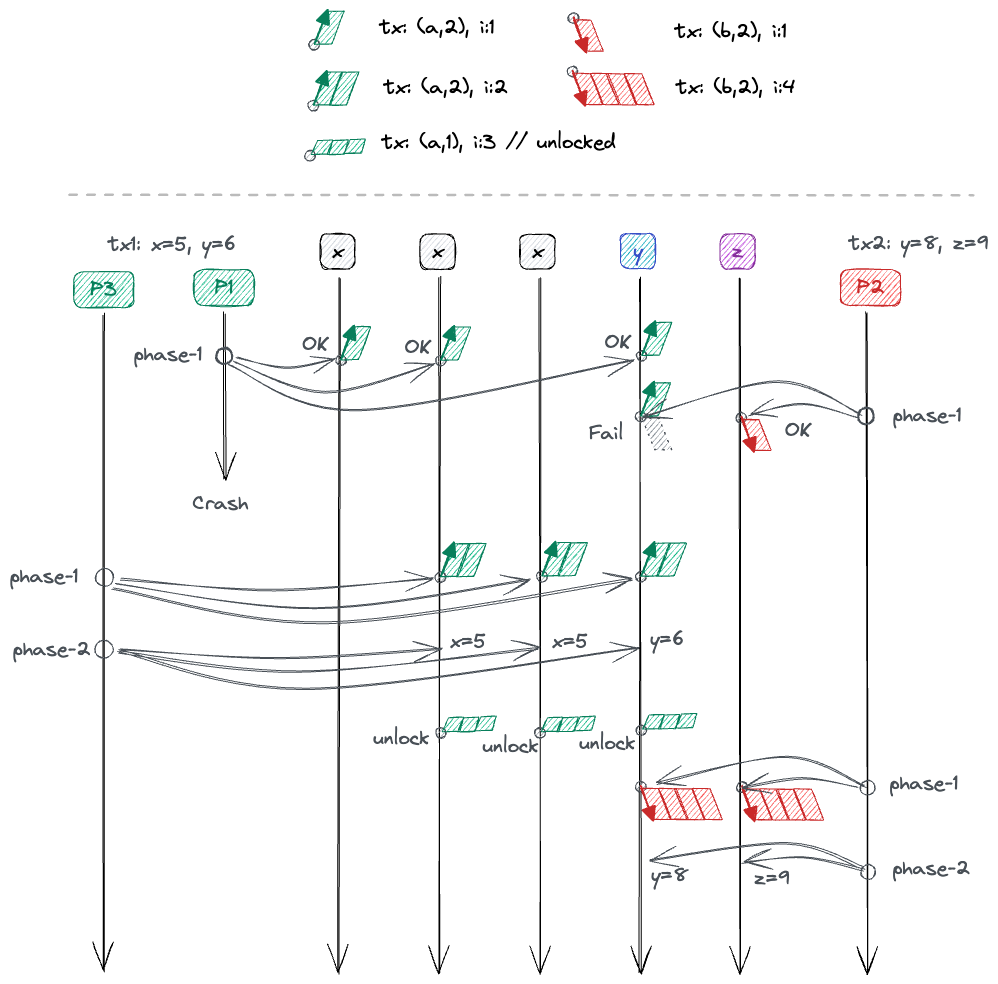 tx: (a,2), i:1
tx: (b,2), i:1
tx: (a,2), i:2
tx: (b,2), i:4
tx: (a,1), i:3 // unlocked
tx1: x=5, y=6
x
x
x
y
z
tx2: y=8, z=9
P3
P1
P2
OK
OK
OK
phase-1
phase-1
Fail
OK
Crash
phase-1
phase-2
x=5
x=5
y=6
unlock
unlock
unlock
phase-1
phase-2
y=8
z=9